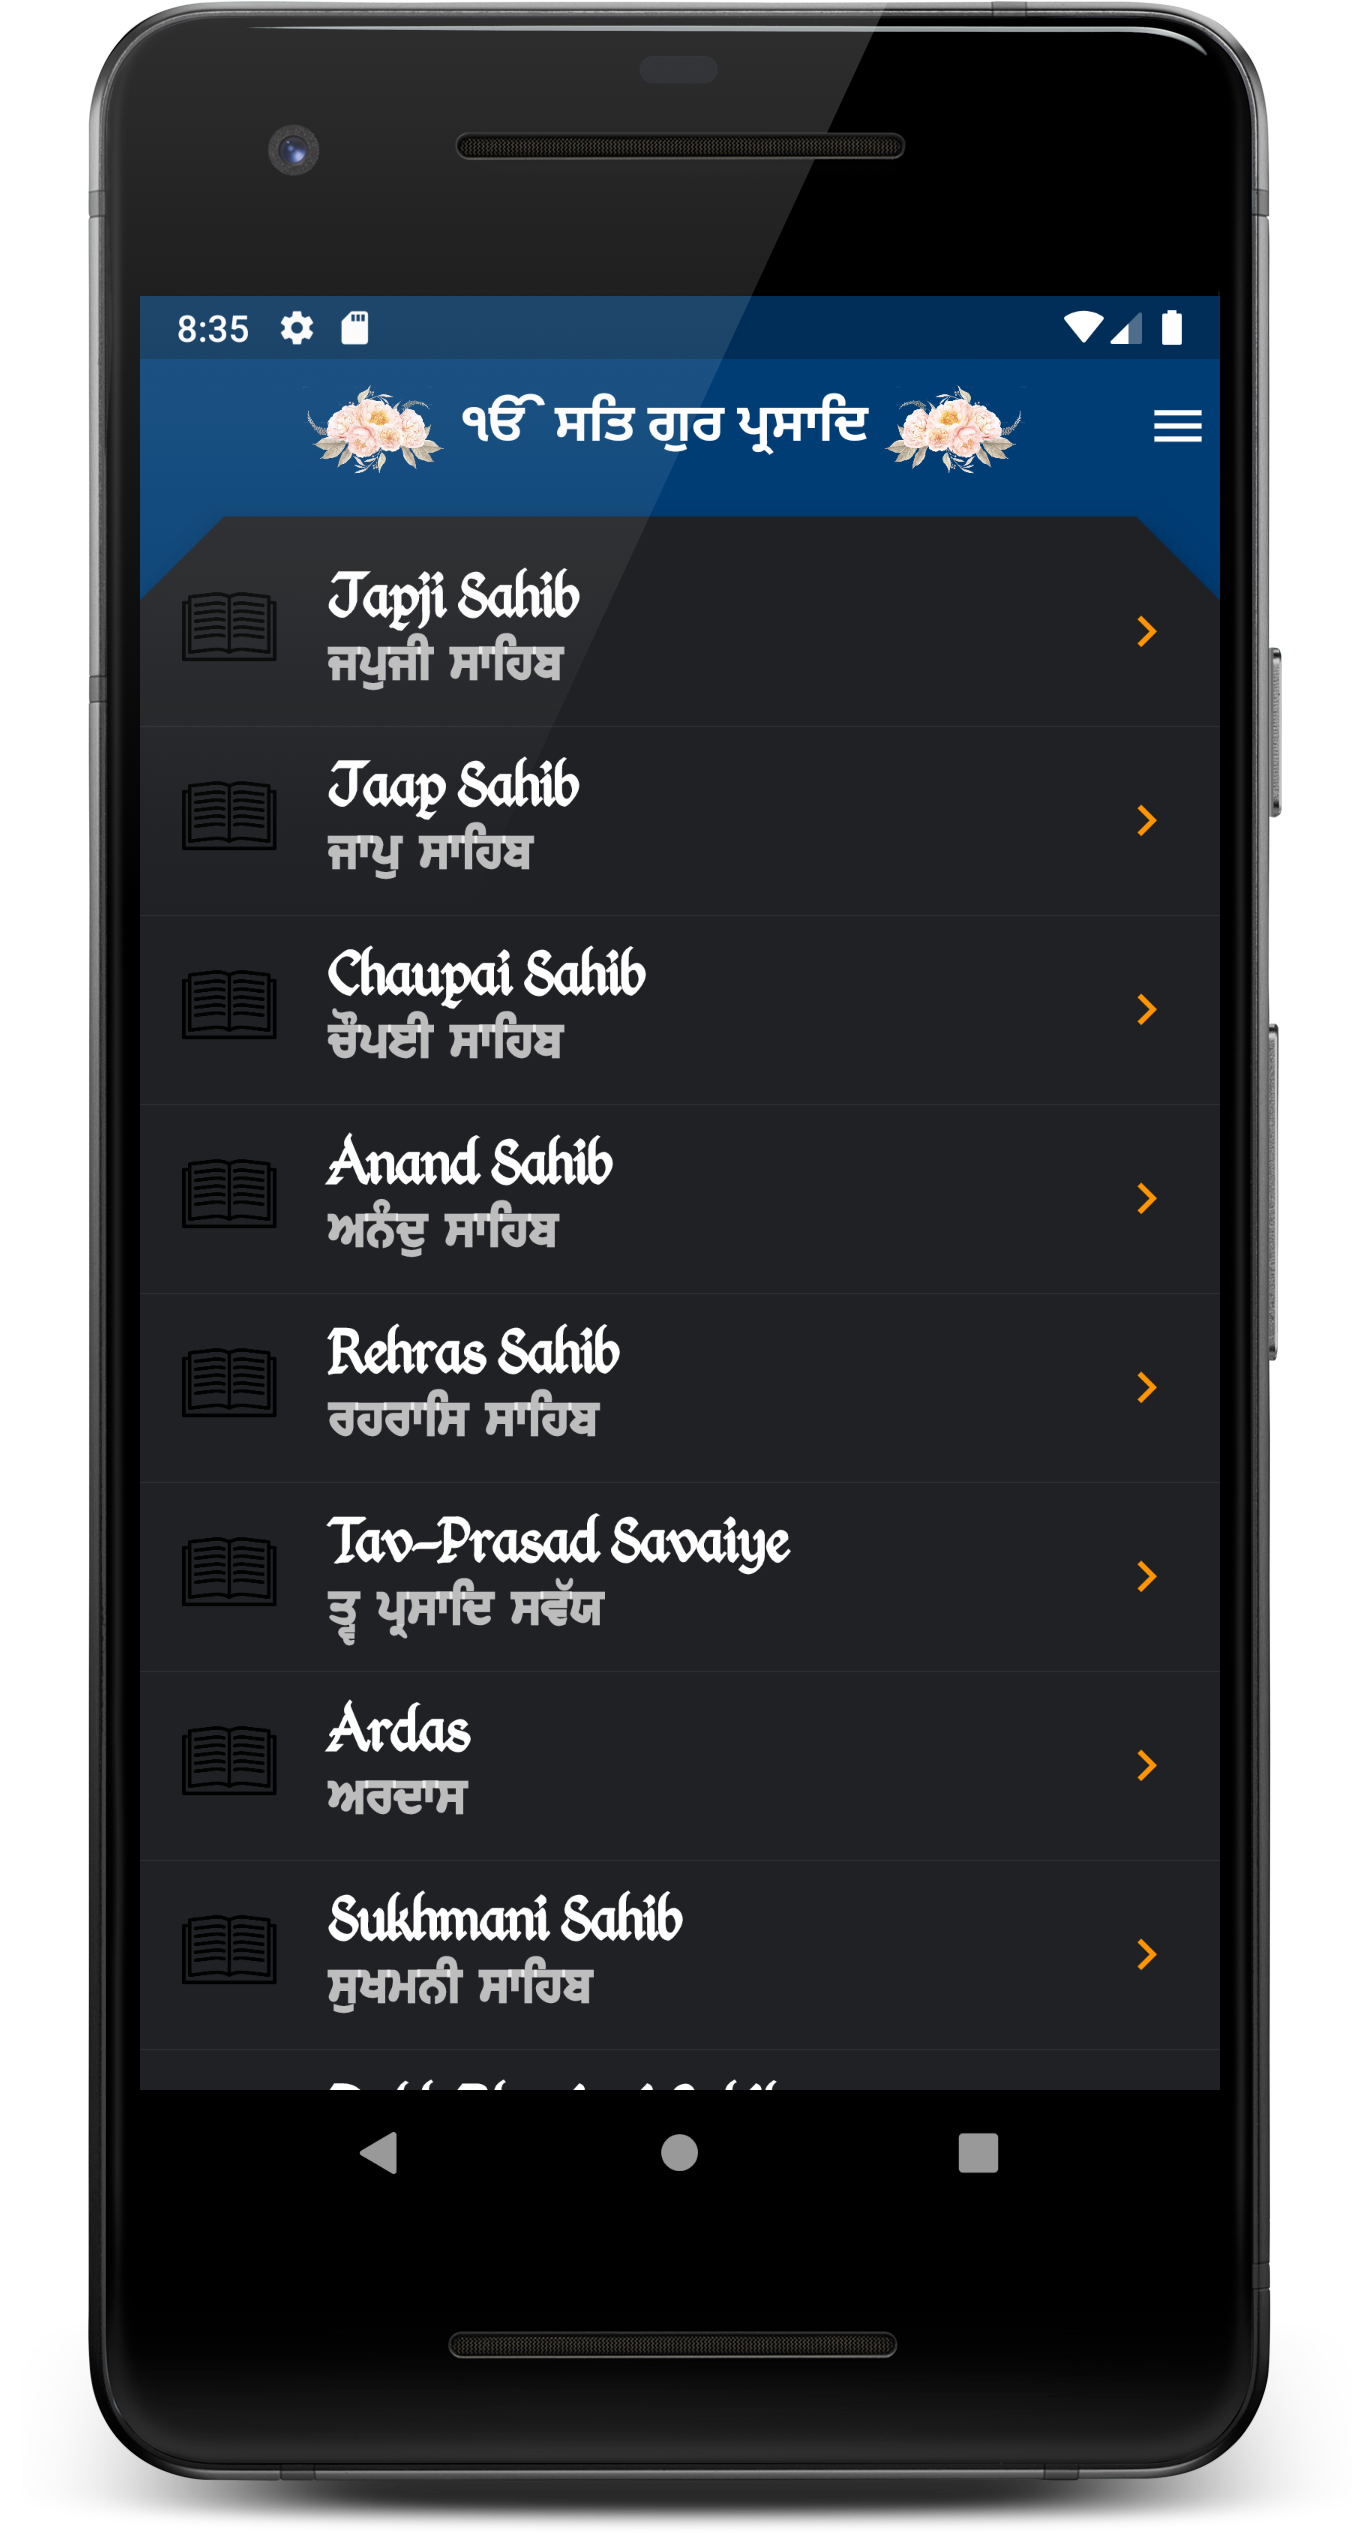 8:35
ੴ ਸਤਿ ਗੁਰ ਪ੍ਰਸਾਦਿ
Japji Sahib
ਜਪੁਜੀ ਸਾਹਿਬ
Jaap Sahib
ਜਾਪੁ ਸਾਹਿਬ
Chaupai Sahib
ਚੌਪਈ ਸਾਹਿਬ
Anand Sahib
ਅਨੰਦੁ ਸਾਹਿਬ
Rehras Sahib
ਰਹਰਾਸਿ ਸਾਹਿਬ
Tav-Prasad Savaiye
ਤ੍ਵ ਪ੍ਰਸਾਦਿ ਸਵੱਯੇ
Ardas
ਅਰਦਾਸ
Sukhmani Sahib
ਸੁਖਮਨੀ ਸਾਹਿਬ